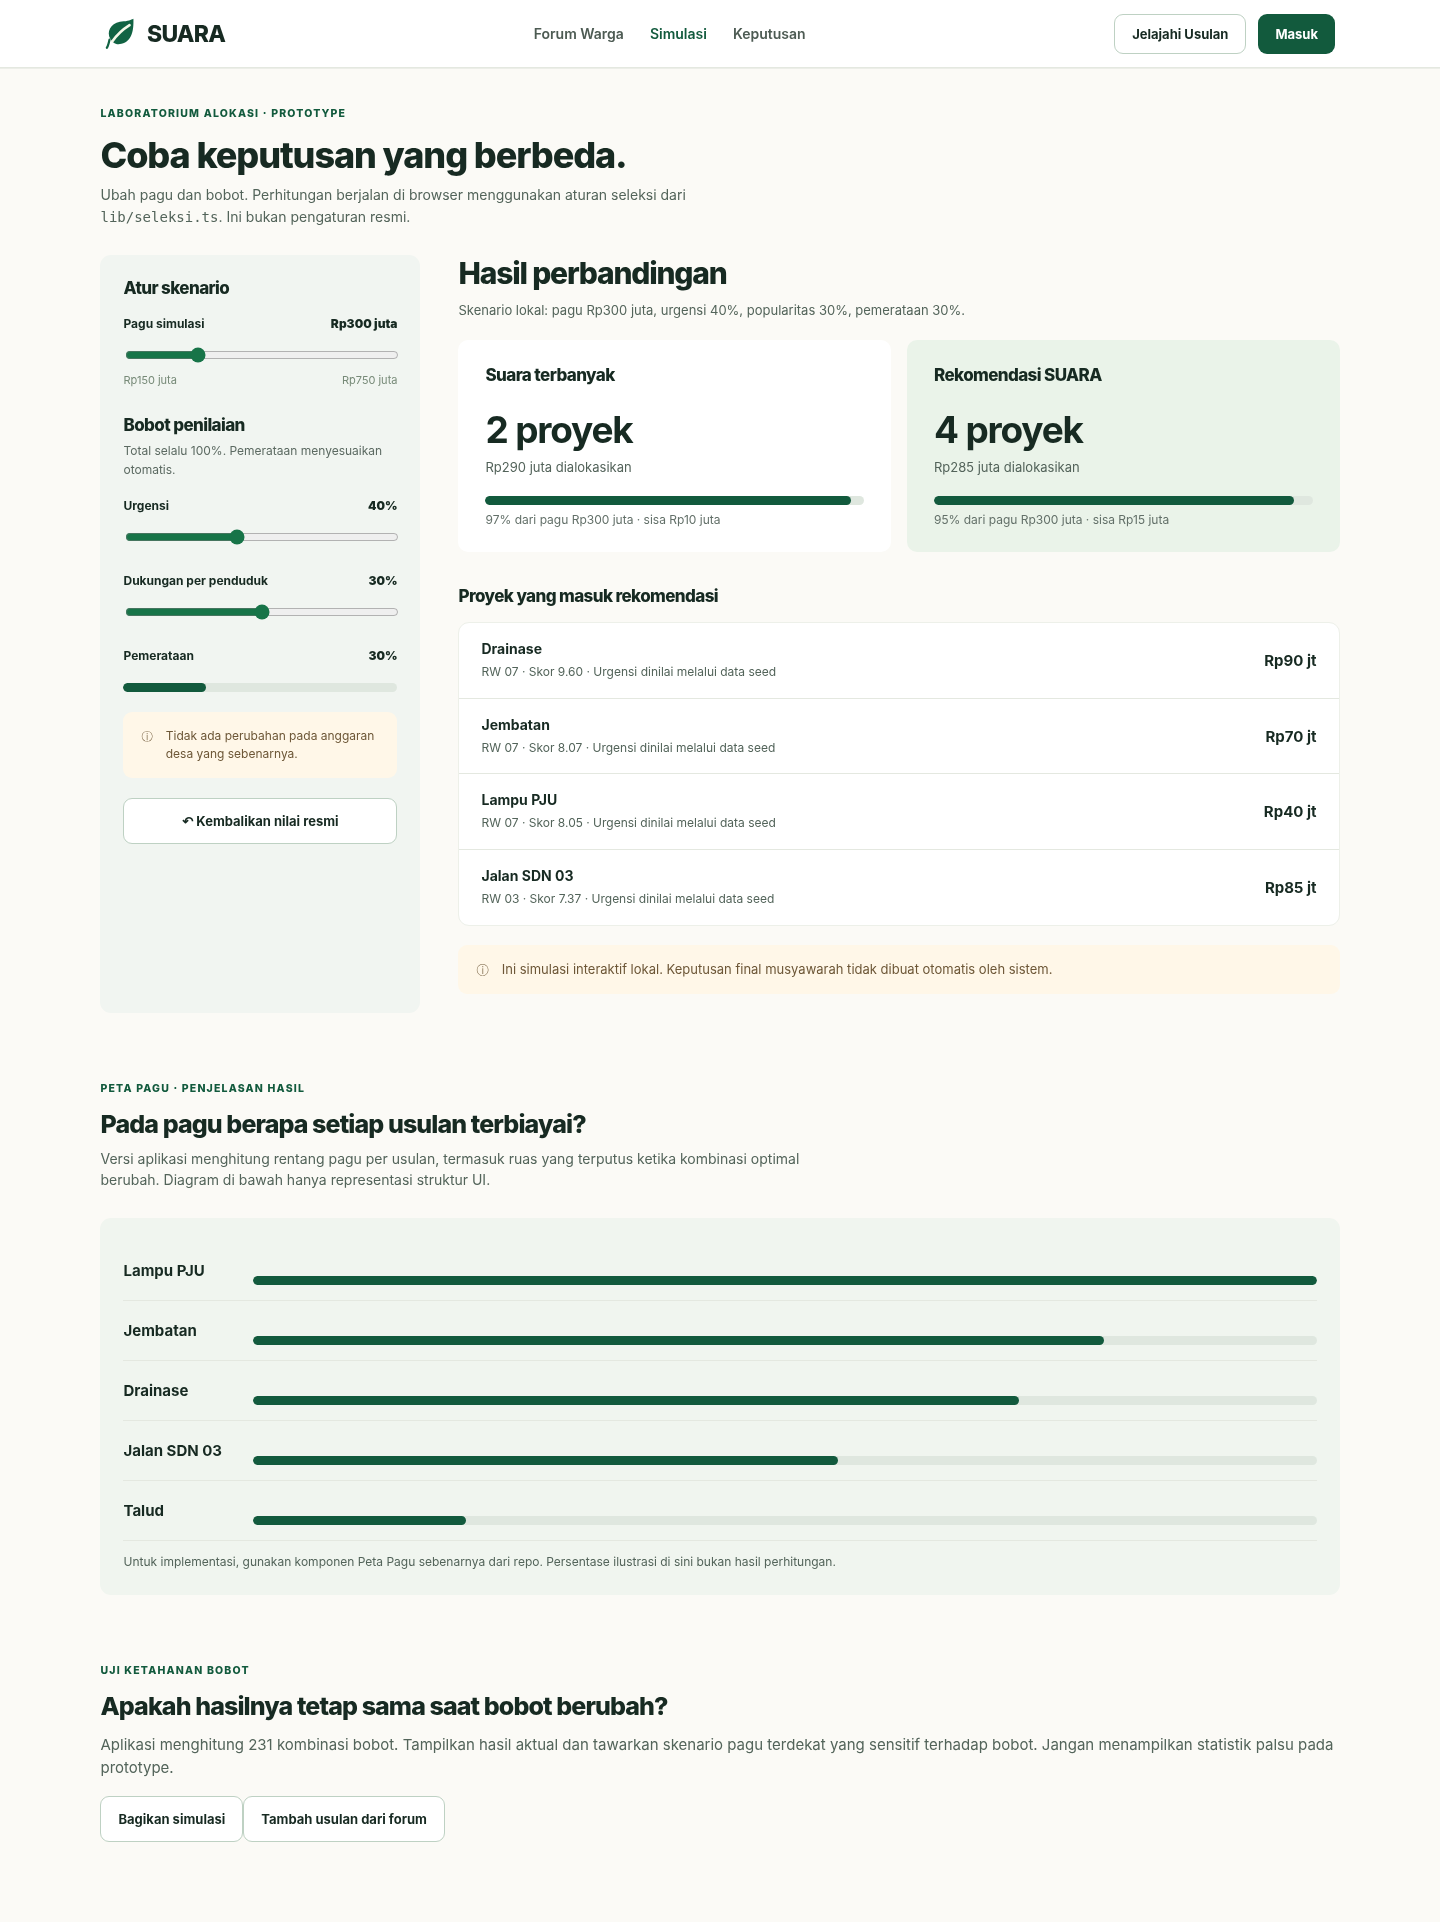 SUARA
Forum Warga
Simulasi
Keputusan
Jelajahi Usulan
Masuk
LABORATORIUM ALOKASI · PROTOTYPE
Coba keputusan yang berbeda.
Ubah pagu dan bobot. Perhitungan berjalan di browser menggunakan aturan seleksi dari
lib/seleksi.ts. Ini bukan pengaturan resmi.
Atur skenario
Pagu simulasi
Rp300 juta
Rp150 juta
Rp750 juta
Bobot penilaian
Total selalu 100%. Pemerataan menyesuaikan
otomatis.
Urgensi
40%
Dukungan per penduduk
30%
Pemerataan
30%
ⓘ Tidak ada perubahan pada anggaran
desa yang sebenarnya.
↶ Kembalikan nilai resmi
Hasil perbandingan
Skenario lokal: pagu Rp300 juta, urgensi 40%, popularitas 30%, pemerataan 30%.
Suara terbanyak
2 proyek
Rp290 juta dialokasikan
97% dari pagu Rp300 juta · sisa Rp10 juta
Rekomendasi SUARA
4 proyek
Rp285 juta dialokasikan
95% dari pagu Rp300 juta · sisa Rp15 juta
Proyek yang masuk rekomendasi
Drainase
RW 07 · Skor 9.60 · Urgensi dinilai melalui data seed
Rp90 jt
Jembatan
RW 07 · Skor 8.07 · Urgensi dinilai melalui data seed
Rp70 jt
Lampu PJU
RW 07 · Skor 8.05 · Urgensi dinilai melalui data seed
Rp40 jt
Jalan SDN 03
RW 03 · Skor 7.37 · Urgensi dinilai melalui data seed
Rp85 jt
ⓘ Ini simulasi interaktif lokal. Keputusan final musyawarah tidak dibuat otomatis oleh sistem.
PETA PAGU · PENJELASAN HASIL
Pada pagu berapa setiap usulan terbiayai?
Versi aplikasi menghitung rentang pagu per usulan, termasuk ruas yang terputus ketika kombinasi optimal
berubah. Diagram di bawah hanya representasi struktur UI.
Lampu PJU
Jembatan
Drainase
Jalan SDN 03
Talud
Untuk implementasi, gunakan komponen Peta Pagu sebenarnya dari repo. Persentase ilustrasi di sini bukan hasil perhitungan.
UJI KETAHANAN BOBOT
Apakah hasilnya tetap sama saat bobot berubah?
Aplikasi menghitung 231 kombinasi bobot. Tampilkan hasil aktual dan tawarkan skenario pagu terdekat yang sensitif terhadap bobot. Jangan menampilkan statistik palsu pada
prototype.
Bagikan simulasi
Tambah usulan dari forum